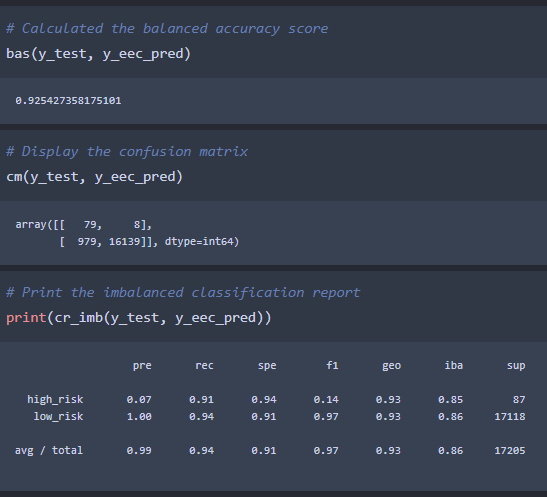 # Calculated the balanced accuracy score
bas(y_test, y_eec_pred)
0.925427358175101
# Display the confusion matrix
cm(y_test, y_eec_pred)
array([[   79,     8],
       [  979, 16139]], dtype=int64)
# Print the imbalanced classification report
print(cr_imb(y_test, y_eec_pred))
pre rec spe f1 geo iba sup
high_risk 0.07 0.91 0.94 0.14 0.93 0.85 87
low_risk 1.00 0.94 0.91 0.97 0.93 0.86 17118
avg / total 0.99 0.94 0.91 0.97 0.93 0.86 17205